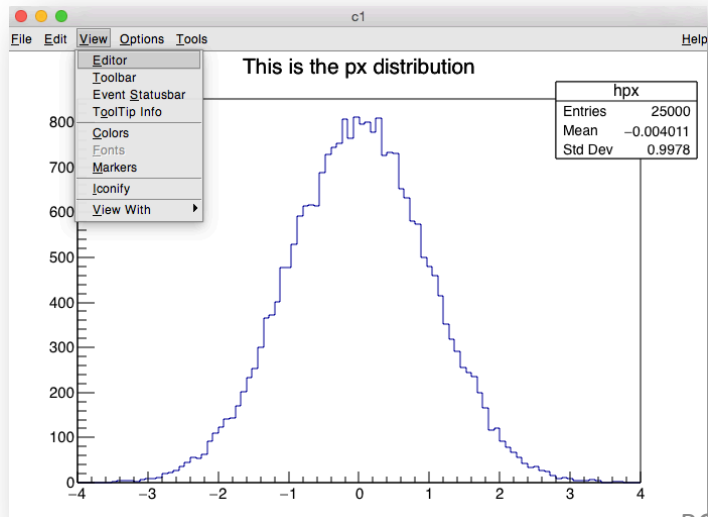 c1
File Edit View Options Tools Help
Editor
Toolbar
Event Statusbar
ToolTip Info
Colors
Fonts
Markers
Iconify
View With
This is the px distribution
hpx
Entries 25000
Mean −0.004011
Std Dev 0.9978
800
700
600
500
400
300
200
100
0
−4 −3 −2 −1 0 1 2 3 4